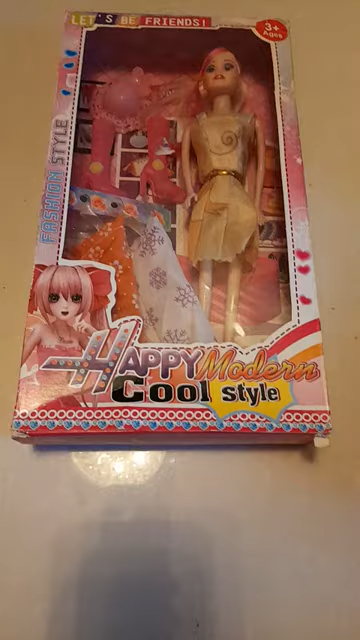 LET'S BE FRIENDS!
3+
Ages
FASHION STYLE
HAPPY Modern
Cool style